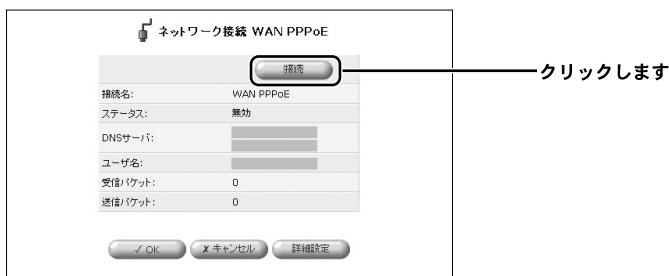 ネットワーク接続 WAN PPPoE
接続
クリックします
接続名: WAN PPPoE
ステータス: 無効
DNSサーバ:
ユーザ名:
受信パケット: 0
送信パケット: 0
✓ OK ✗ キャンセル 詳細設定